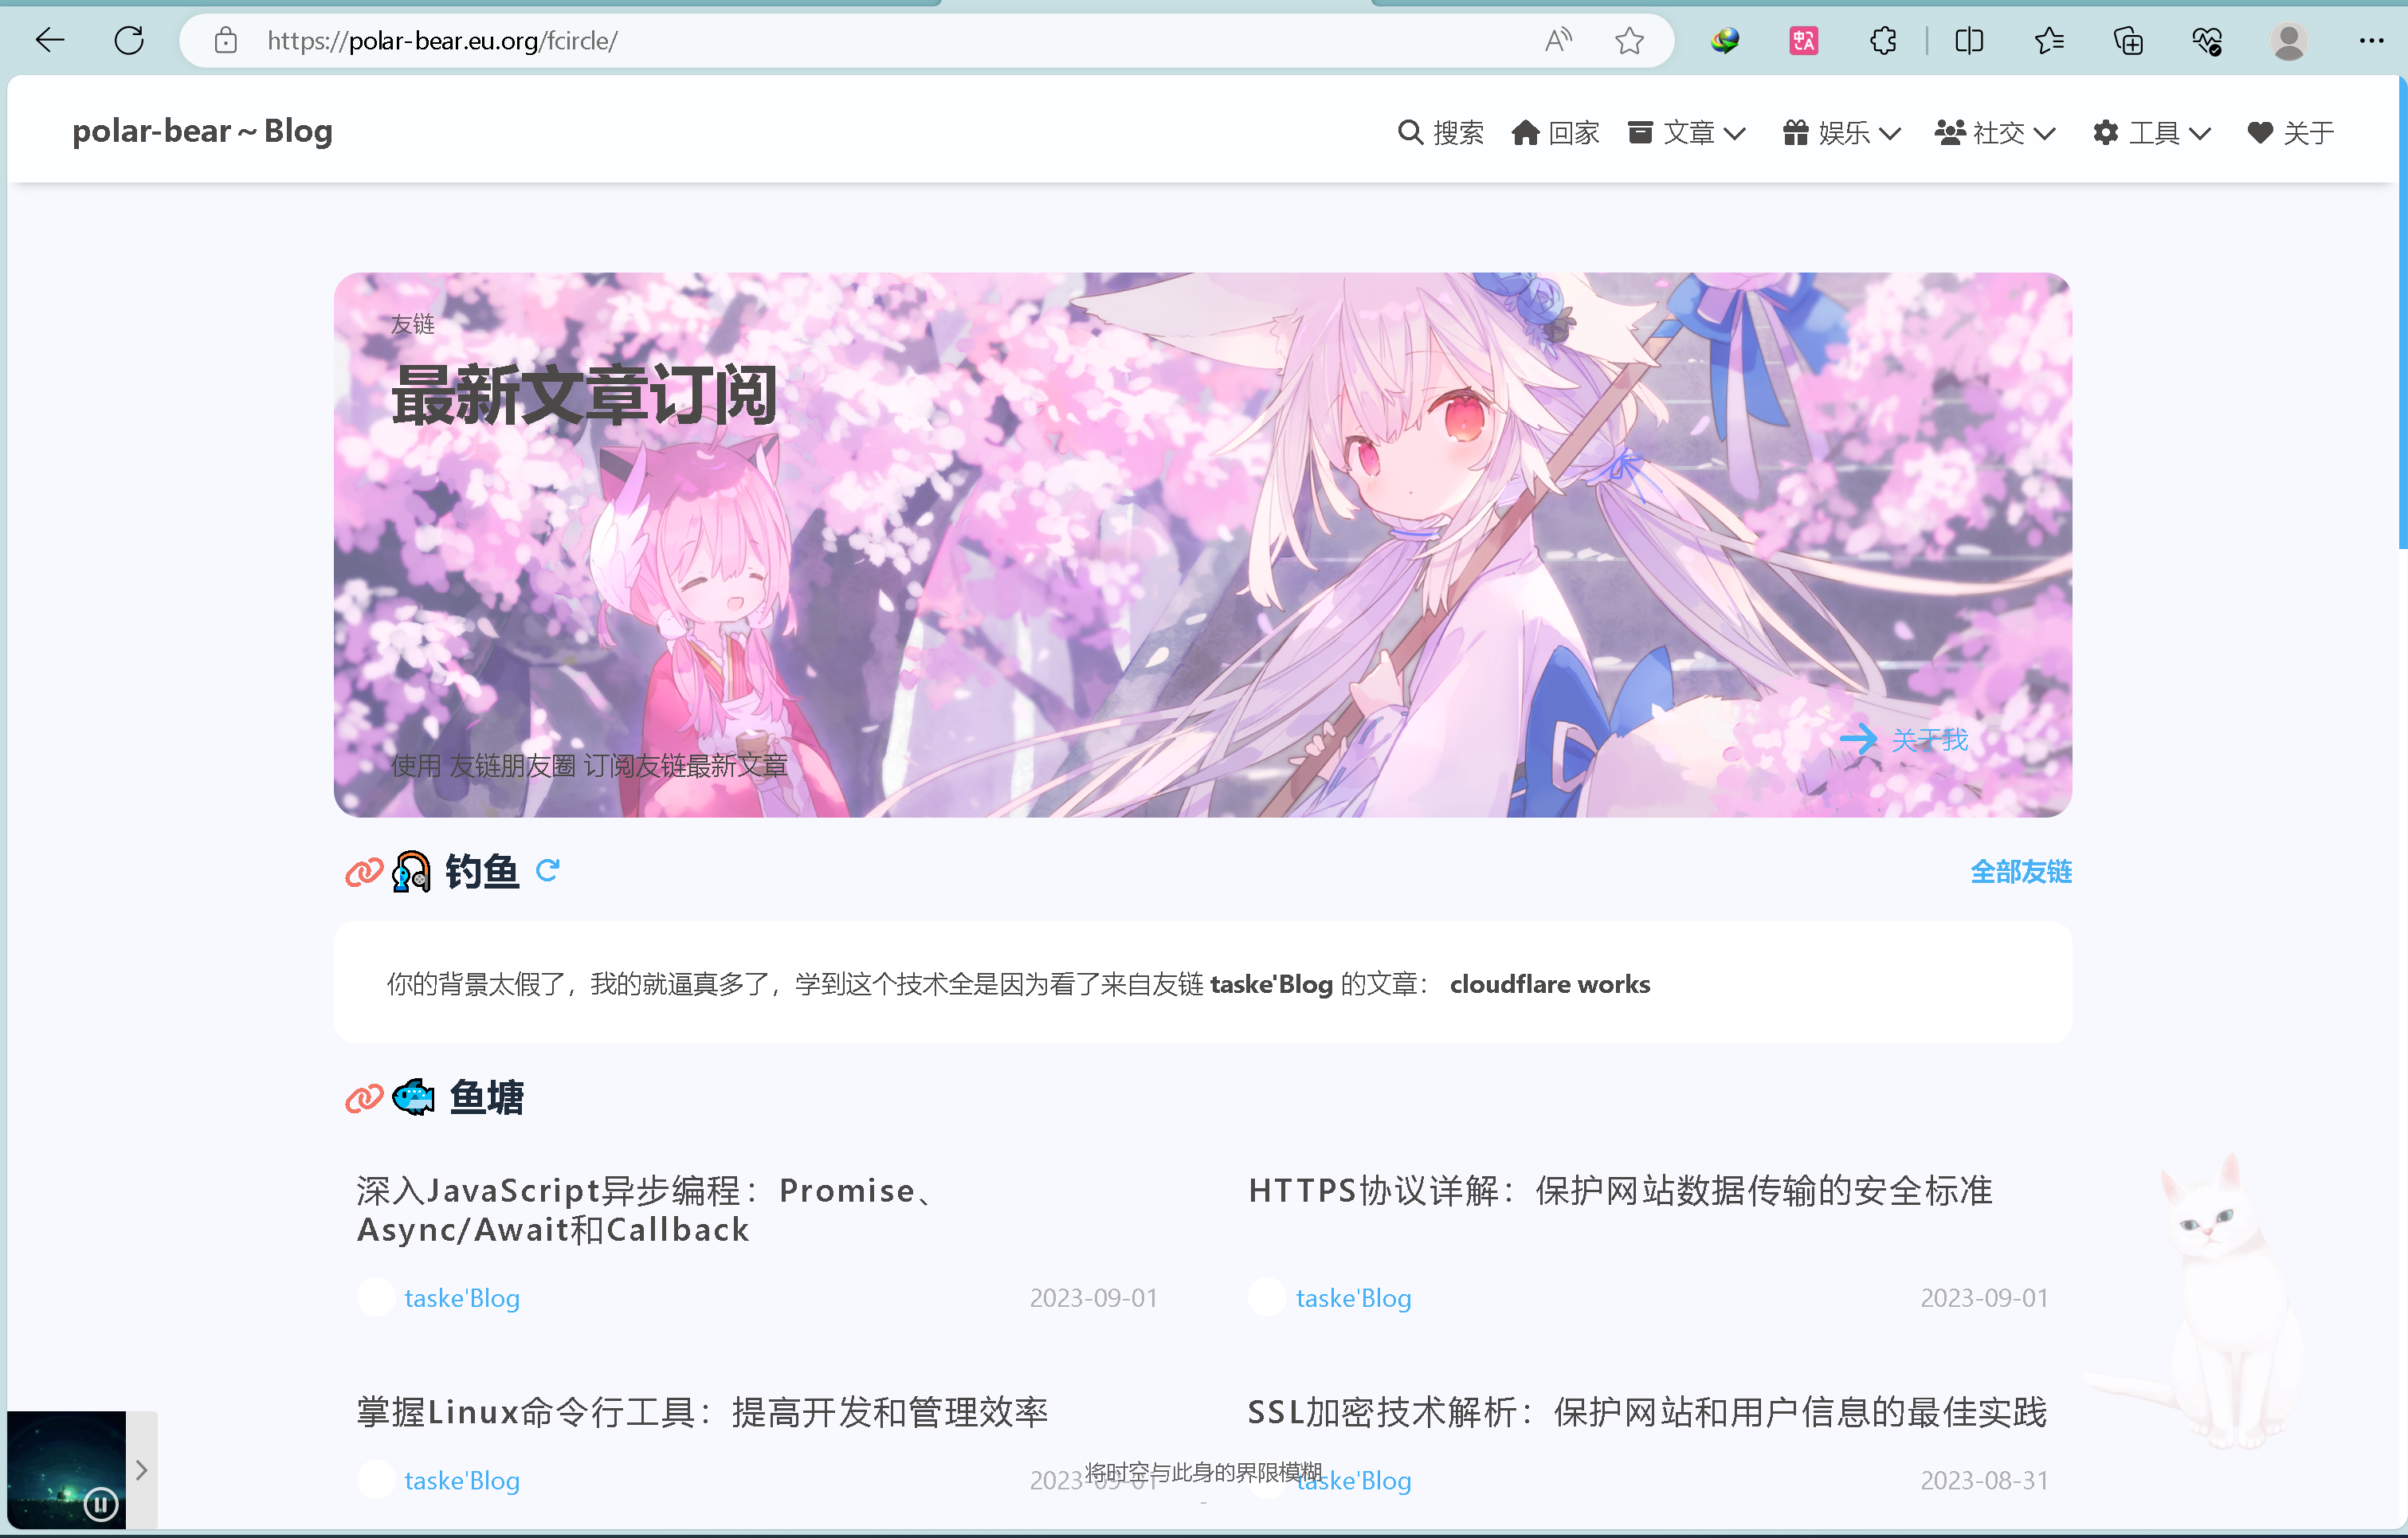 https://polar-bear.eu.org/fcircle/
polar-bear～Blog
搜索 回家 文章 娱乐 社交 工具 关于
友链
最新文章订阅
使用 友链朋友圈 订阅友链最新文章
关于我
钓鱼
全部友链
你的背景太假了，我的就逼真多了，学到这个技术全是因为看了来自友链 taske'Blog 的文章： cloudflare works
鱼塘
深入JavaScript异步编程：Promise、
Async/Await和Callback
taske'Blog 2023-09-01
HTTPS协议详解：保护网站数据传输的安全标准
taske'Blog 2023-09-01
掌握Linux命令行工具：提高开发和管理效率
taske'Blog 2023-09-01
SSL加密技术解析：保护网站和用户信息的最佳实践
taske'Blog 2023-08-31
将时空与此身的界限模糊
-